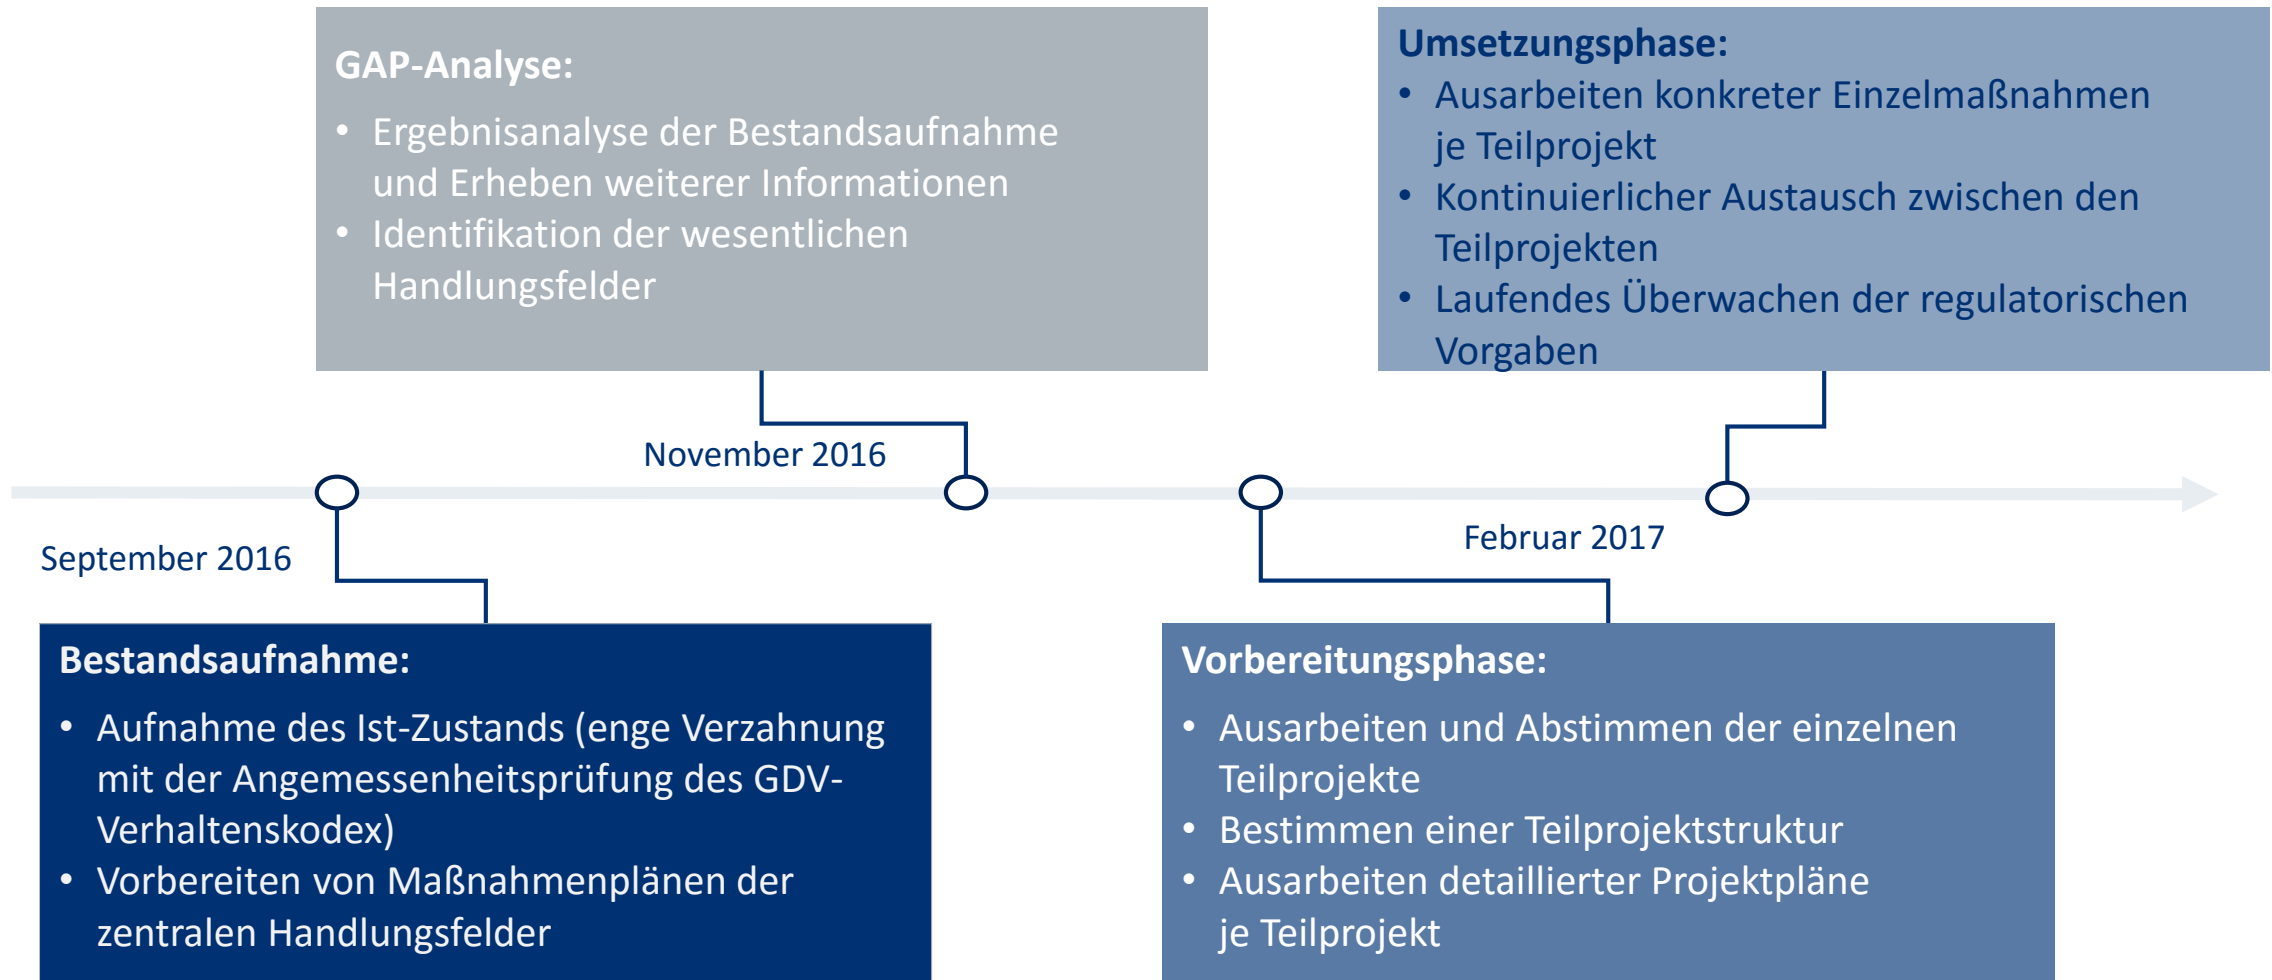 GAP-Analyse:
• Ergebnisanalyse der Bestandsaufnahme
und Erheben weiterer Informationen
• Identifikation der wesentlichen
Handlungsfelder
Umsetzungsphase:
• Ausarbeiten konkreter Einzelmaßnahmen
je Teilprojekt
• Kontinuierlicher Austausch zwischen den
Teilprojekten
• Laufendes Überwachen der regulatorischen
Vorgaben
November 2016
September 2016
Februar 2017
Bestandsaufnahme:
• Aufnahme des Ist-Zustands (enge Verzahnung
mit der Angemessenheitsprüfung des GDV-
Verhaltenskodex)
• Vorbereiten von Maßnahmenplänen der
zentralen Handlungsfelder
Vorbereitungsphase:
• Ausarbeiten und Abstimmen der einzelnen
Teilprojekte
• Bestimmen einer Teilprojektstruktur
• Ausarbeiten detaillierter Projektpläne
je Teilprojekt